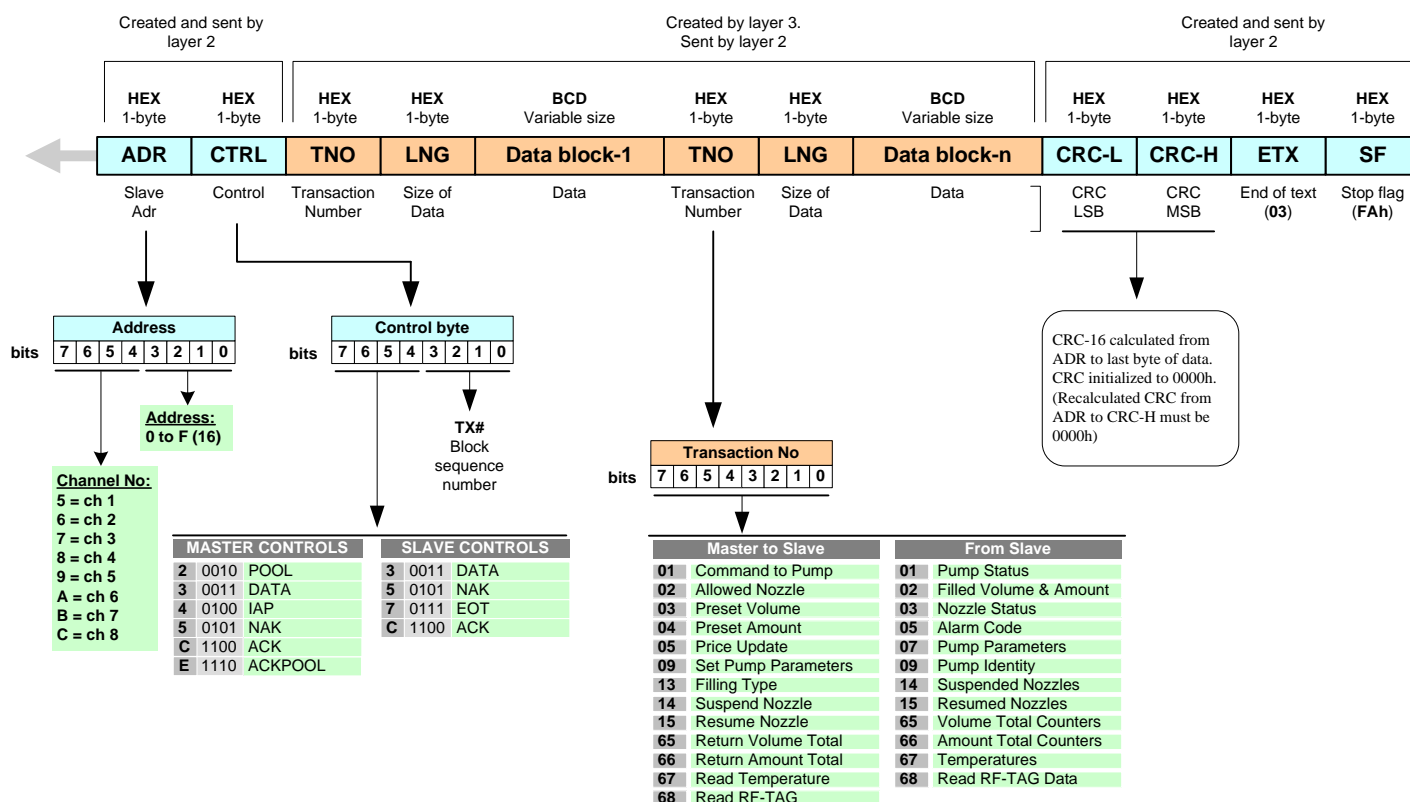 Created and sent by
layer 2
Created by layer 3.
Sent by layer 2
Created and sent by
layer 2
HEX HEX HEX HEX BCD HEX HEX BCD HEX HEX HEX HEX
1-byte 1-byte 1-byte 1-byte Variable size 1-byte 1-byte Variable size 1-byte 1-byte 1-byte 1-byte
ADR CTRL TNO LNG Data block-1 TNO LNG Data block-n CRC-L CRC-H ETX SF
Slave Control Transaction Size of Data Transaction Size of Data CRC CRC End of text Stop flag
Adr Number Data Number Data LSB MSB (03) (FAh)
Address
bits 7 6 5 4 3 2 1 0
Address:
0 to F (16)
Channel No:
5 = ch 1
6 = ch 2
7 = ch 3
8 = ch 4
9 = ch 5
A = ch 6
B = ch 7
C = ch 8
Control byte
bits 7 6 5 4 3 2 1 0
TX#
Block
sequence
number
MASTER CONTROLS
2 0010 POOL
3 0011 DATA
4 0100 IAP
5 0101 NAK
C 1100 ACK
E 1110 ACKPOOL
SLAVE CONTROLS
3 0011 DATA
5 0101 NAK
7 0111 EOT
C 1100 ACK
Transaction No
bits 7 6 5 4 3 2 1 0
Master to Slave
01 Command to Pump
02 Allowed Nozzle
03 Preset Volume
04 Preset Amount
05 Price Update
09 Set Pump Parameters
13 Filling Type
14 Suspend Nozzle
15 Resume Nozzle
65 Return Volume Total
66 Return Amount Total
67 Read Temperature
68 Read RF-TAG
From Slave
01 Pump Status
02 Filled Volume & Amount
03 Nozzle Status
05 Alarm Code
07 Pump Parameters
09 Pump Identity
14 Suspended Nozzles
15 Resumed Nozzles
65 Volume Total Counters
66 Amount Total Counters
67 Temperatures
68 Read RF-TAG Data
CRC-16 calculated from
ADR to last byte of data.
CRC initialized to 0000h.
(Recalculated CRC from
ADR to CRC-H must be
0000h)